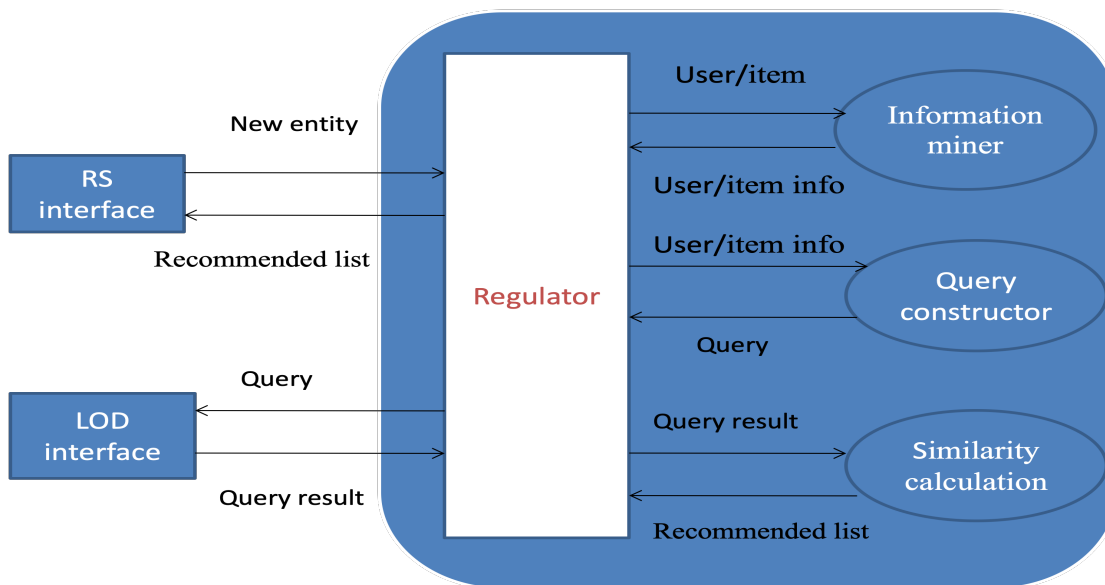 New entity
RS
interface
Recommended list
Query
LOD
interface
Query result
Regulator
User/item
Information
miner
User/item info
User/item info
Query
constructor
Query
Query result
Similarity
calculation
Recommended list